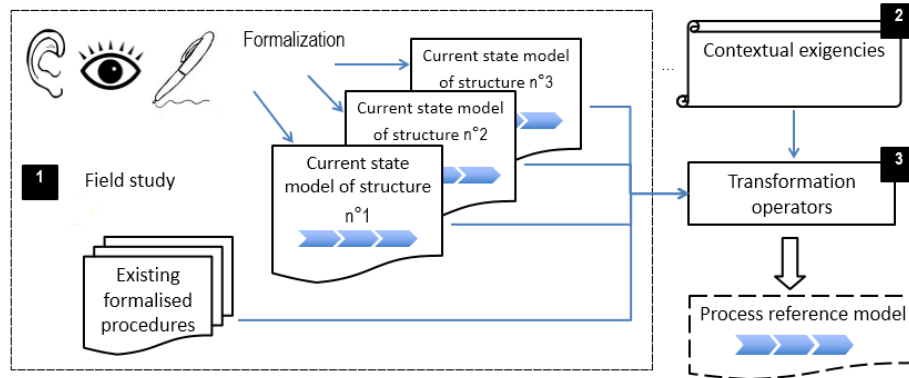 Formalization
Current state model
of structure n°3
Current state model
of structure n°2
Current state model
model of structure
n°1
1
Field study
Existing
formalised
procedures
...
2
Contextual exigencies
3
Transformation
operators
Process reference model